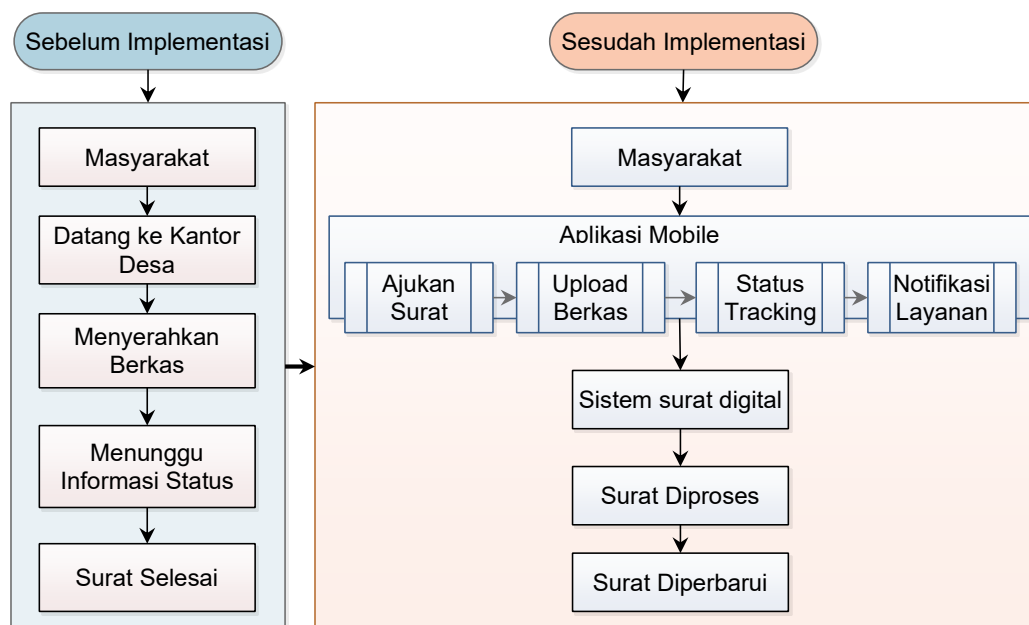 Sebelum Implementasi
Masyarakat
Datang ke Kantor
Desa
Menyerahkan
Berkas
Menunggu
Informasi Status
Surat Selesai
Sesudah Implementasi
Masyarakat
Aplikasi Mobile
Ajukan
Surat
Upload
Berkas
Status
Tracking
Notifikasi
Layanan
Sistem surat digital
Surat Diproses
Surat Diperbarui